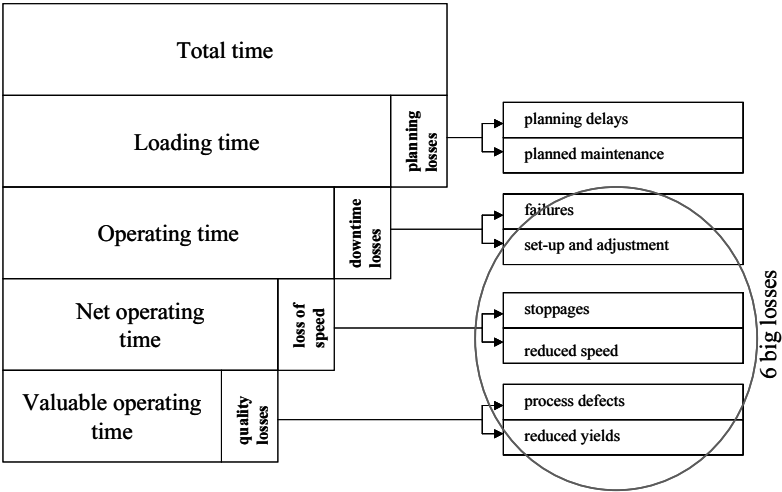 Total time
Loading time
planning
losses
planning delays
planned maintenance
Operating time
downtime
losses
failures
set-up and adjustment
Net operating
time
loss of
speed
stoppages
reduced speed
Valuable operating
time
quality
losses
process defects
reduced yields
6 big losses